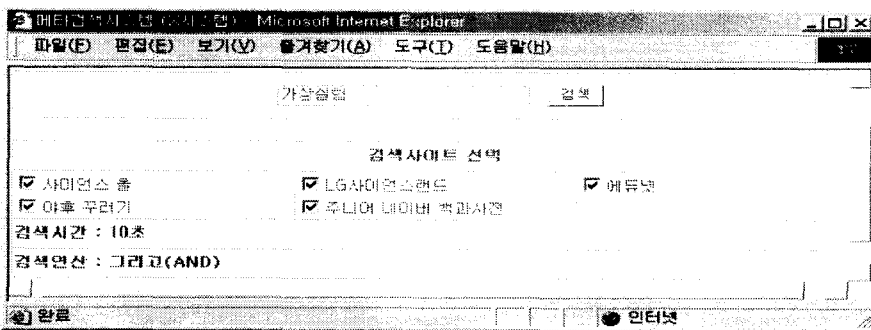 메타검색시스템 (S시스템) - Microsoft Internet Explorer
파일(F) 편집(E) 보기(V) 즐겨찾기(A) 도구(T) 도움말(H)
가상실험 검색
검색사이트 선택
사이언스 올 LG사이언스랜드 에듀넷
야후 꾸러기 주니어 네이버 백과사전
검색시간 : 10초
검색연산 : 그리고(AND)
완료 인터넷